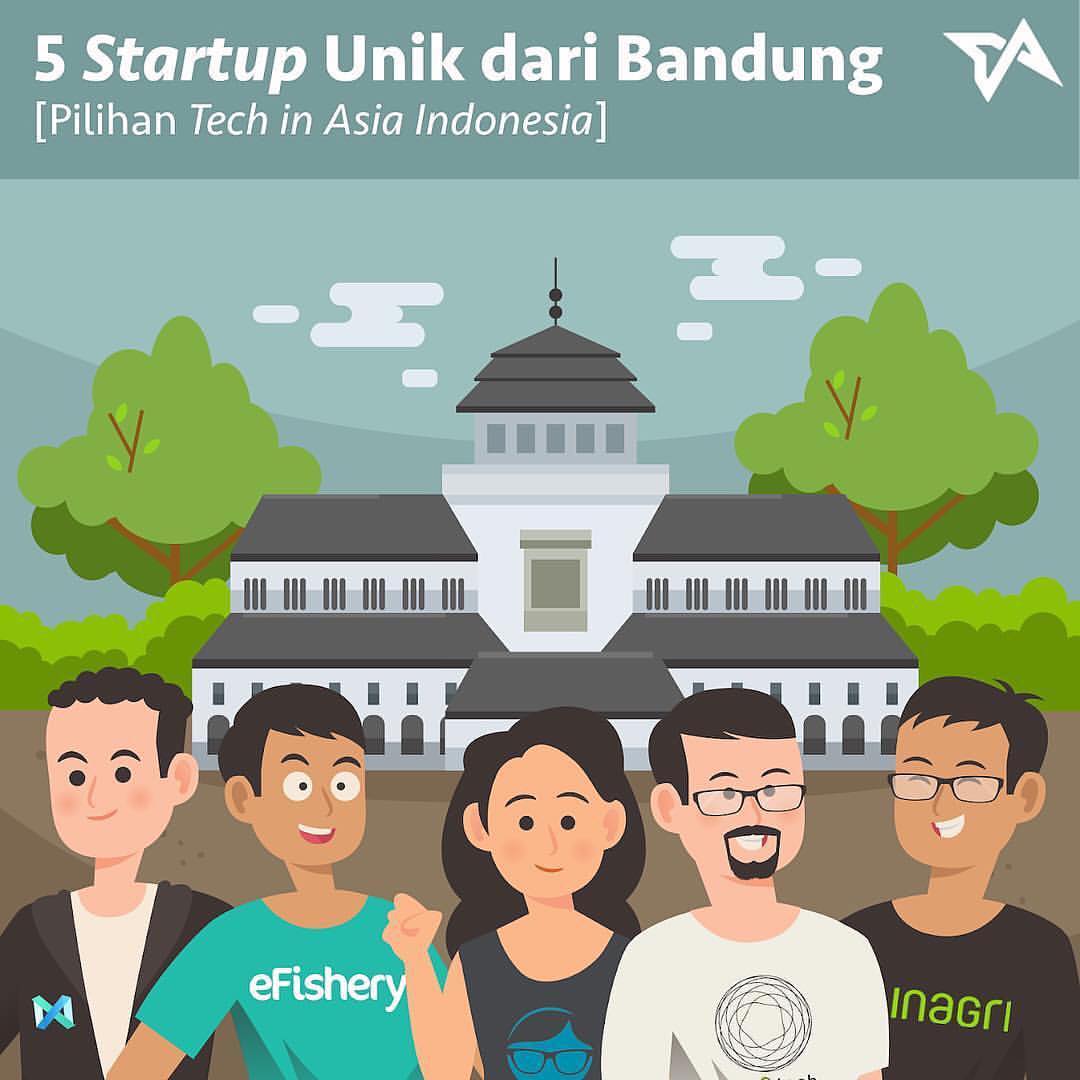 5 Startup Unik dari Bandung
[Pilihan Tech in Asia Indonesia]
eFishery
INAGRI